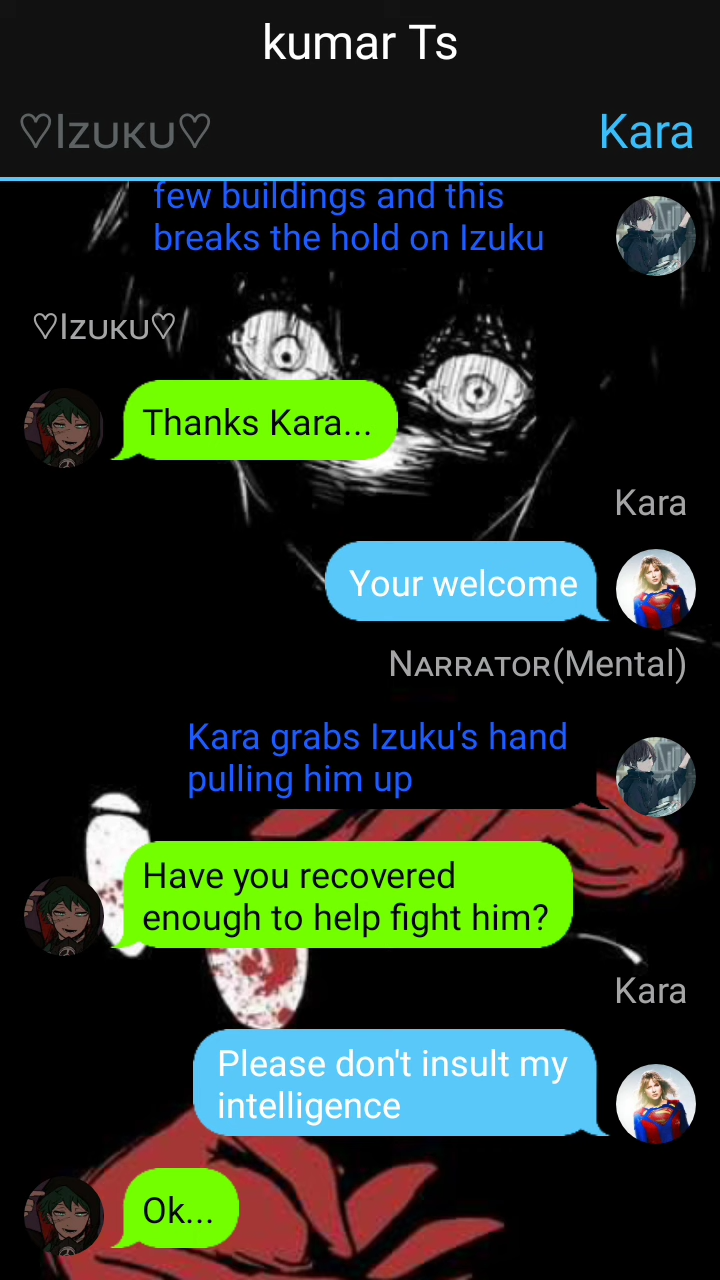 kumar Ts
♡Izuku♡
Kara
few buildings and this
breaks the hold on Izuku
♡Izuku♡
Thanks Kara...
Kara
Your welcome
Narrator(Mental)
Kara grabs Izuku's hand
pulling him up
Have you recovered
enough to help fight him?
Kara
Please don't insult my
intelligence
Ok...